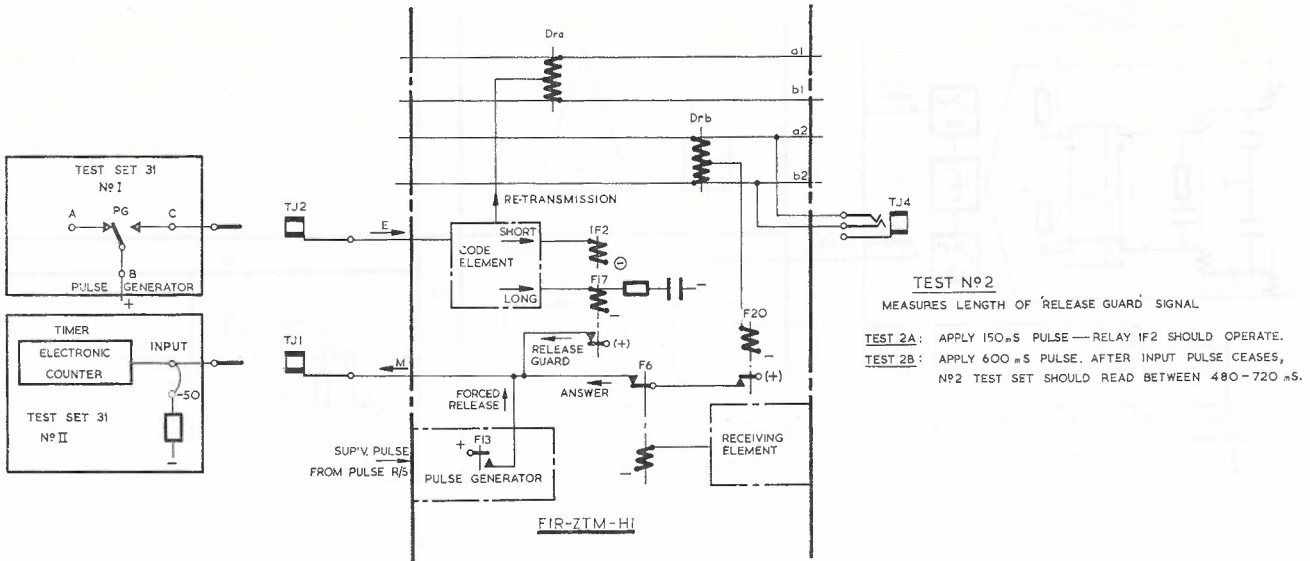 Dra
a1
b1
Drb
a2
b2
TEST SET 31
Nº I
A
PG
C
B
PULSE GENERATOR
+
TJ2
E
RE-TRANSMISSION
CODE
ELEMENT
SHORT
LONG
1F2
F17
−
−
TJ4
TIMER
ELECTRONIC
COUNTER
INPUT
-50
TEST SET 31
Nº II
−
TJ1
M
RELEASE
GUARD
(+)
F20
−
(+)
F6
ANSWER
−
FORCED
RELEASE
SUP'V. PULSE
FROM PULSE R/S
+
F13
PULSE GENERATOR
RECEIVING
ELEMENT
FIR-ZTM-HI
TEST Nº 2
MEASURES LENGTH OF 'RELEASE GUARD' SIGNAL
TEST 2A: APPLY 150mS PULSE — RELAY 1F2 SHOULD OPERATE.
TEST 2B: APPLY 600 mS PULSE. AFTER INPUT PULSE CEASES,
Nº2 TEST SET SHOULD READ BETWEEN 480-720 mS.